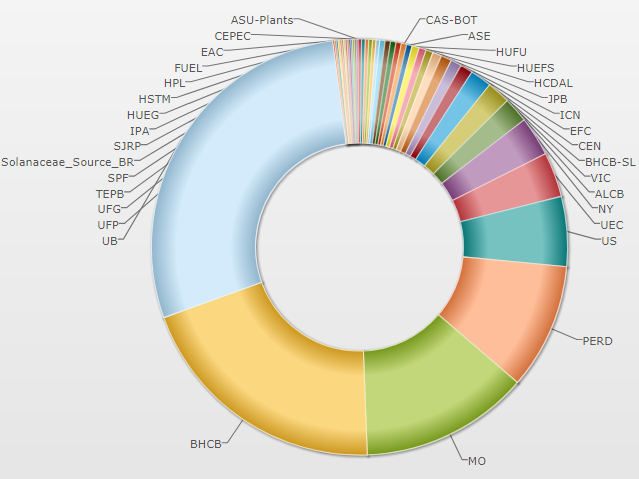 ASU-Plants
CEPEC
EAC
FUEL
HPL
HSTM
HUEG
IPA
SJRP
Solanaceae_Source_BR
SPF
TEPB
UFG
UFP
UB
BHCB
CAS-BOT
ASE
HUFU
HUEFS
HCDAL
JPB
ICN
EFC
CEN
BHCB-SL
VIC
ALCB
NY
UEC
US
PERD
MO